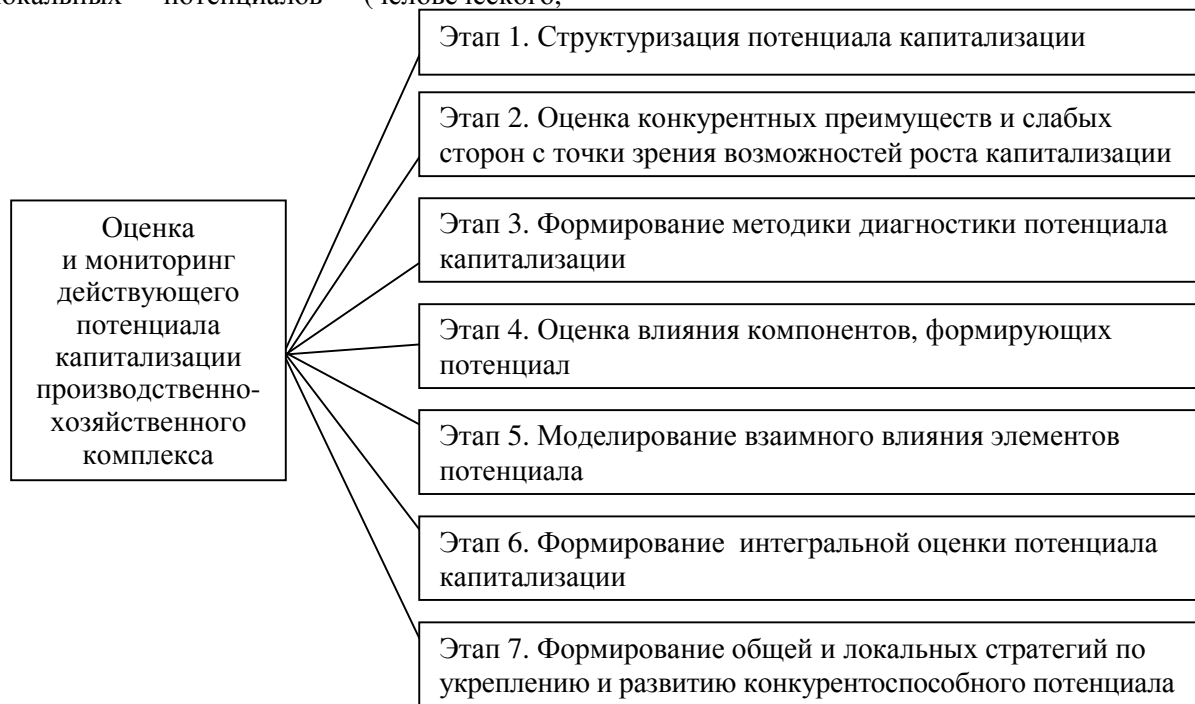 локальных потенциалов (человеческого,
Этап 1. Структуризация потенциала капитализации
Этап 2. Оценка конкурентных преимуществ и слабых
сторон с точки зрения возможностей роста капитализации
Оценка
и мониторинг
действующего
потенциала
капитализации
производственно-
хозяйственного
комплекса
Этап 3. Формирование методики диагностики потенциала
капитализации
Этап 4. Оценка влияния компонентов, формирующих
потенциал
Этап 5. Моделирование взаимного влияния элементов
потенциала
Этап 6. Формирование интегральной оценки потенциала
капитализации
Этап 7. Формирование общей и локальных стратегий по
укреплению и развитию конкурентоспособного потенциала